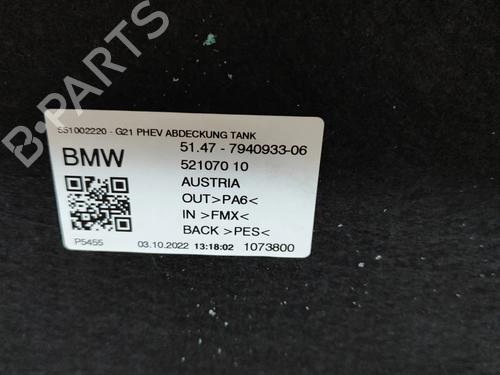 B-PARTS
551002220 - G21 PHEV ABDECKUNG TANK
BMW
51.47 - 7940933-06
521070 10
AUSTRIA
OUT>PA6<
IN >FMX<
BACK >PES<
P5455
03.10.2022 13:18:02 1073800